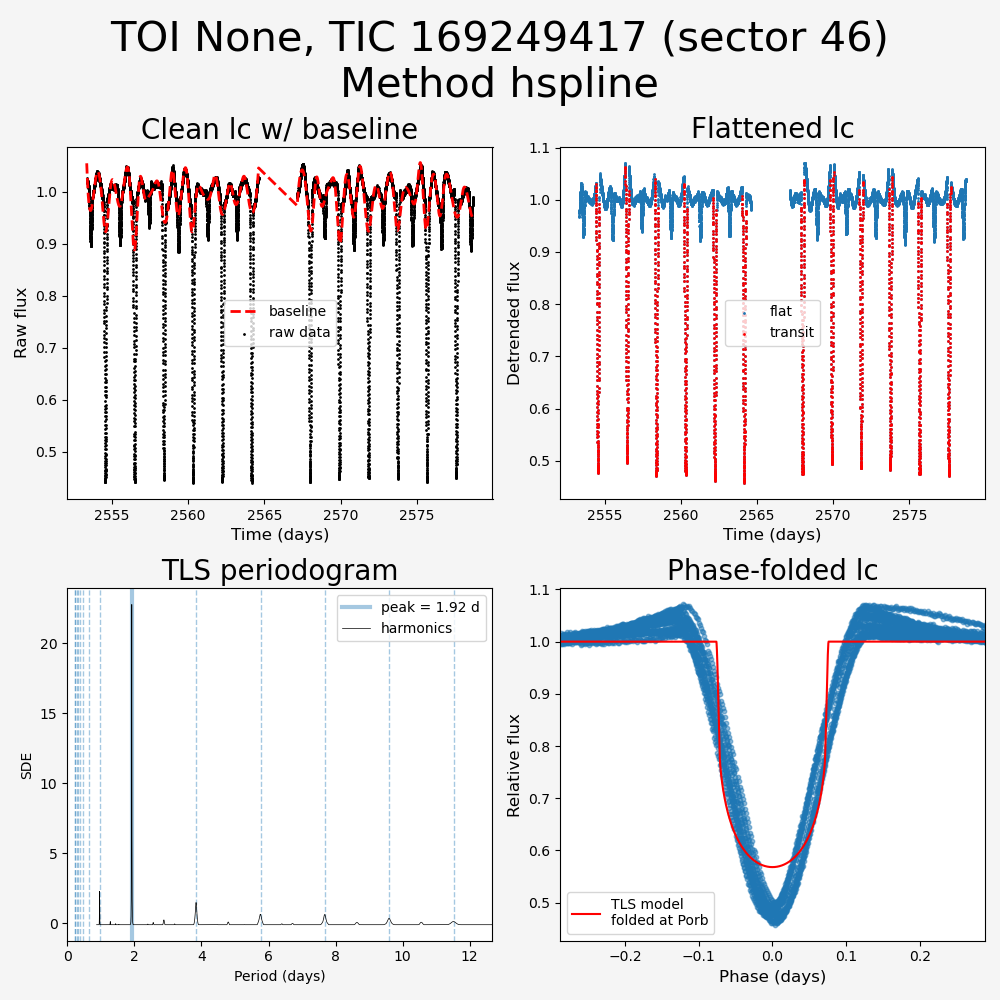 TOI None, TIC 169249417 (sector 46)
Method hspline
Clean lc w/ baseline
Raw flux
1.0
0.9
0.8
0.7
0.6
0.5
baseline
raw data
2555
2560
2565
2570
2575
Time (days)
Flattened lc
Detrended flux
1.1
1.0
0.9
0.8
0.7
0.6
0.5
flat
transit
2555
2560
2565
2570
2575
Time (days)
TLS periodogram
SDE
20
15
10
5
0
peak = 1.92 d
harmonics
0
2
4
6
8
10
12
Period (days)
Phase-folded lc
Relative flux
1.1
1.0
0.9
0.8
0.7
0.6
0.5
TLS model
folded at Porb
−0.2
−0.1
0.0
0.1
0.2
Phase (days)